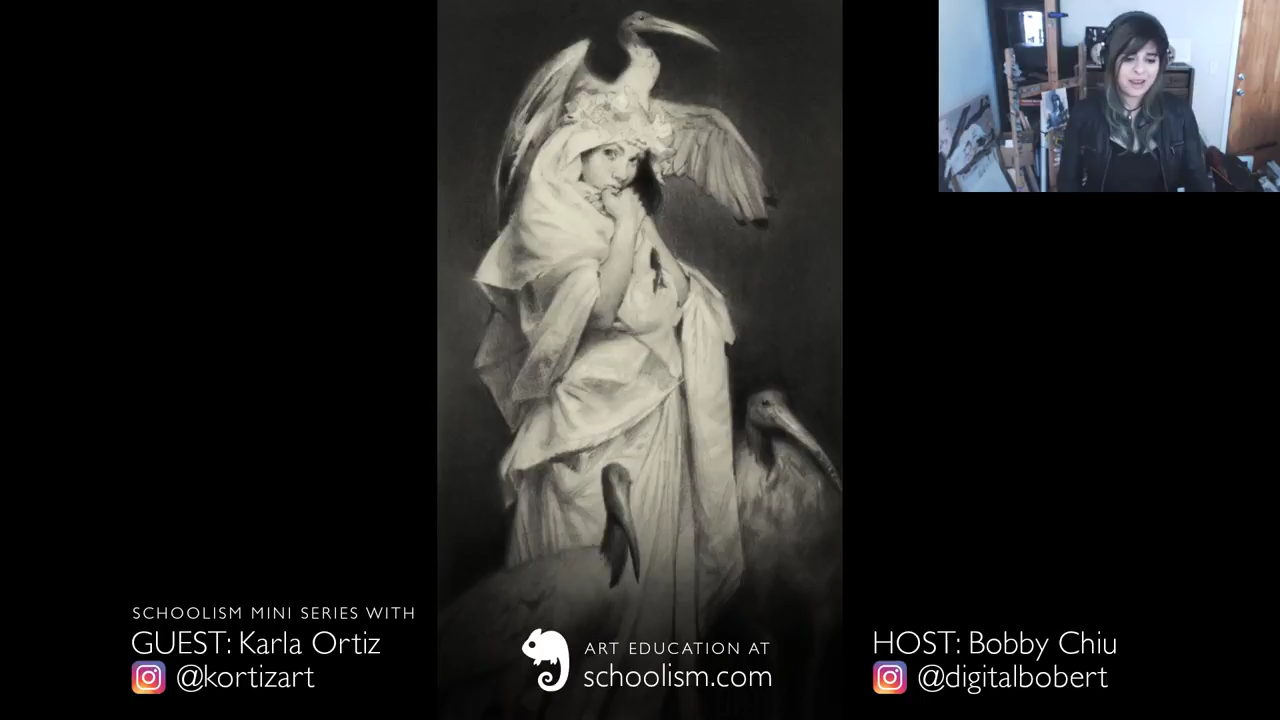 SCHOOLISM MINI SERIES WITH
GUEST: Karla Ortiz
@kortizart
ART EDUCATION AT
schoolism.com
HOST: Bobby Chiu
@digitalbobert